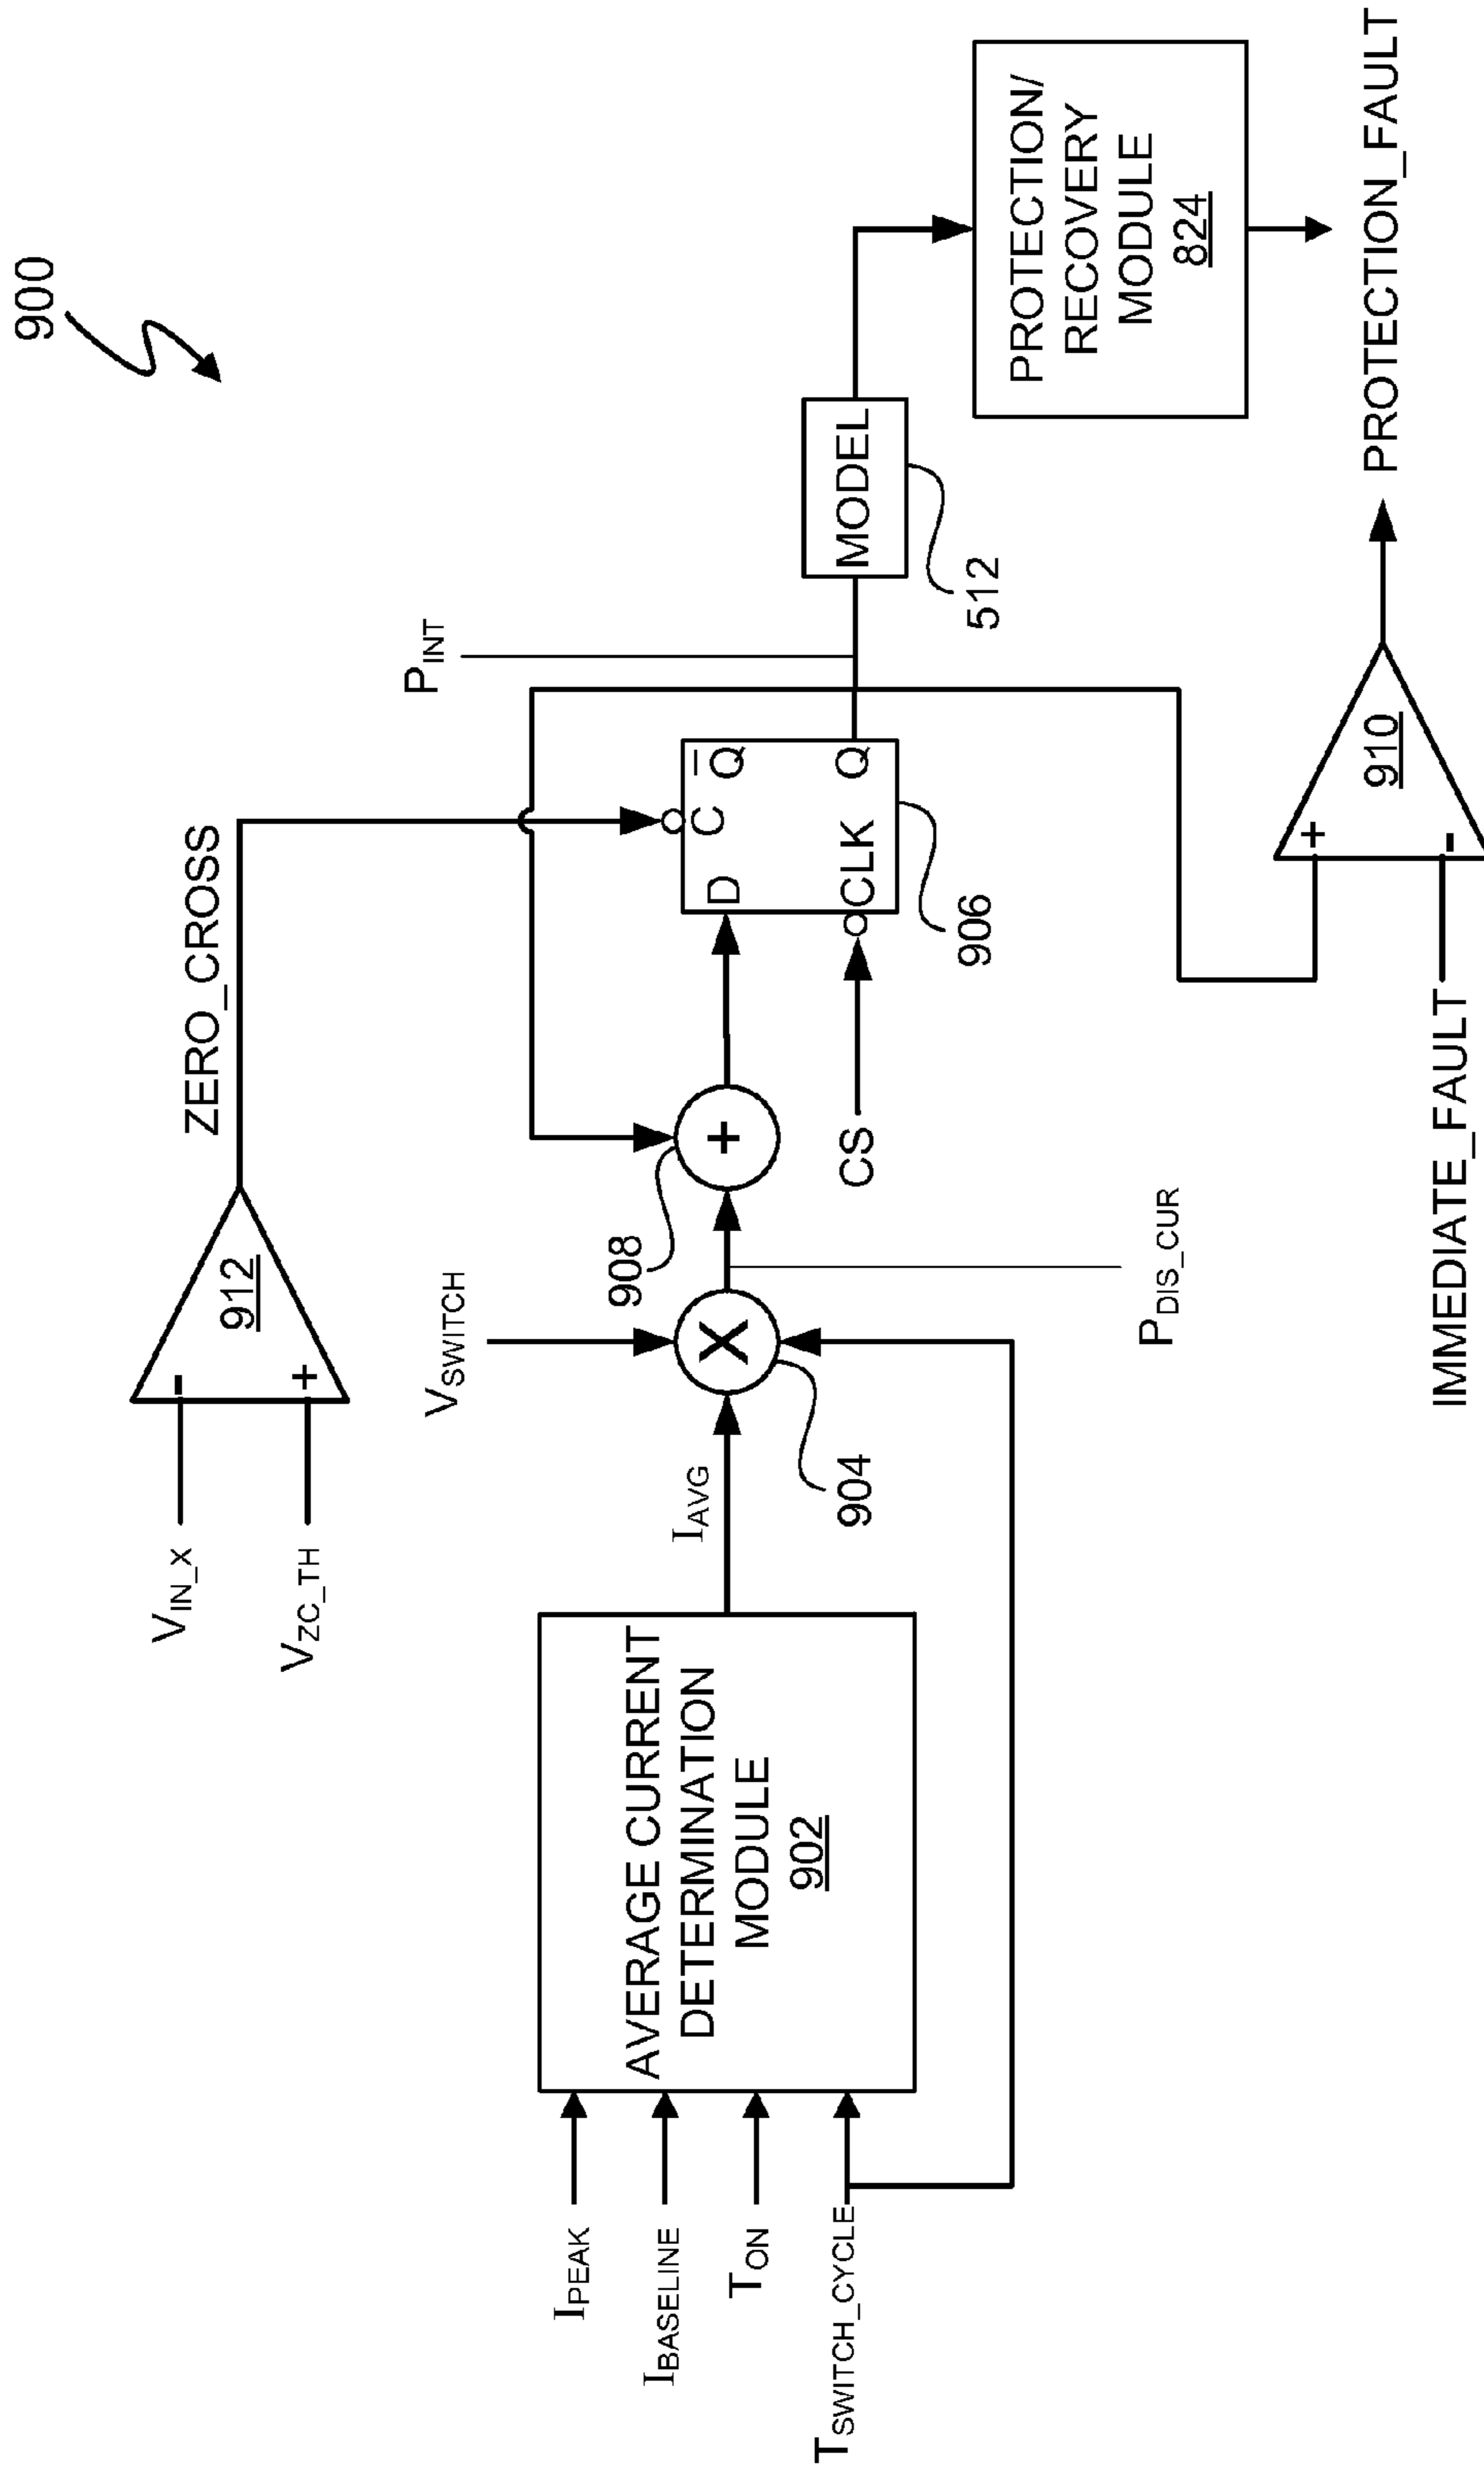 900
V_IN_X
V_ZC_TH
912
-
+
ZERO_CROSS
I_PEAK
I_BASELINE
T_ON
T_SWITCH_CYCLE
AVERAGE CURRENT
DETERMINATION
MODULE
902
I_AVG
V_SWITCH
X
904
P_DIS_CUR
908
+
CS
D
C
Q̅
CLK
Q
906
P_INT
MODEL
512
PROTECTION/
RECOVERY
MODULE
824
IMMEDIATE_FAULT
+
-
910
PROTECTION_FAULT